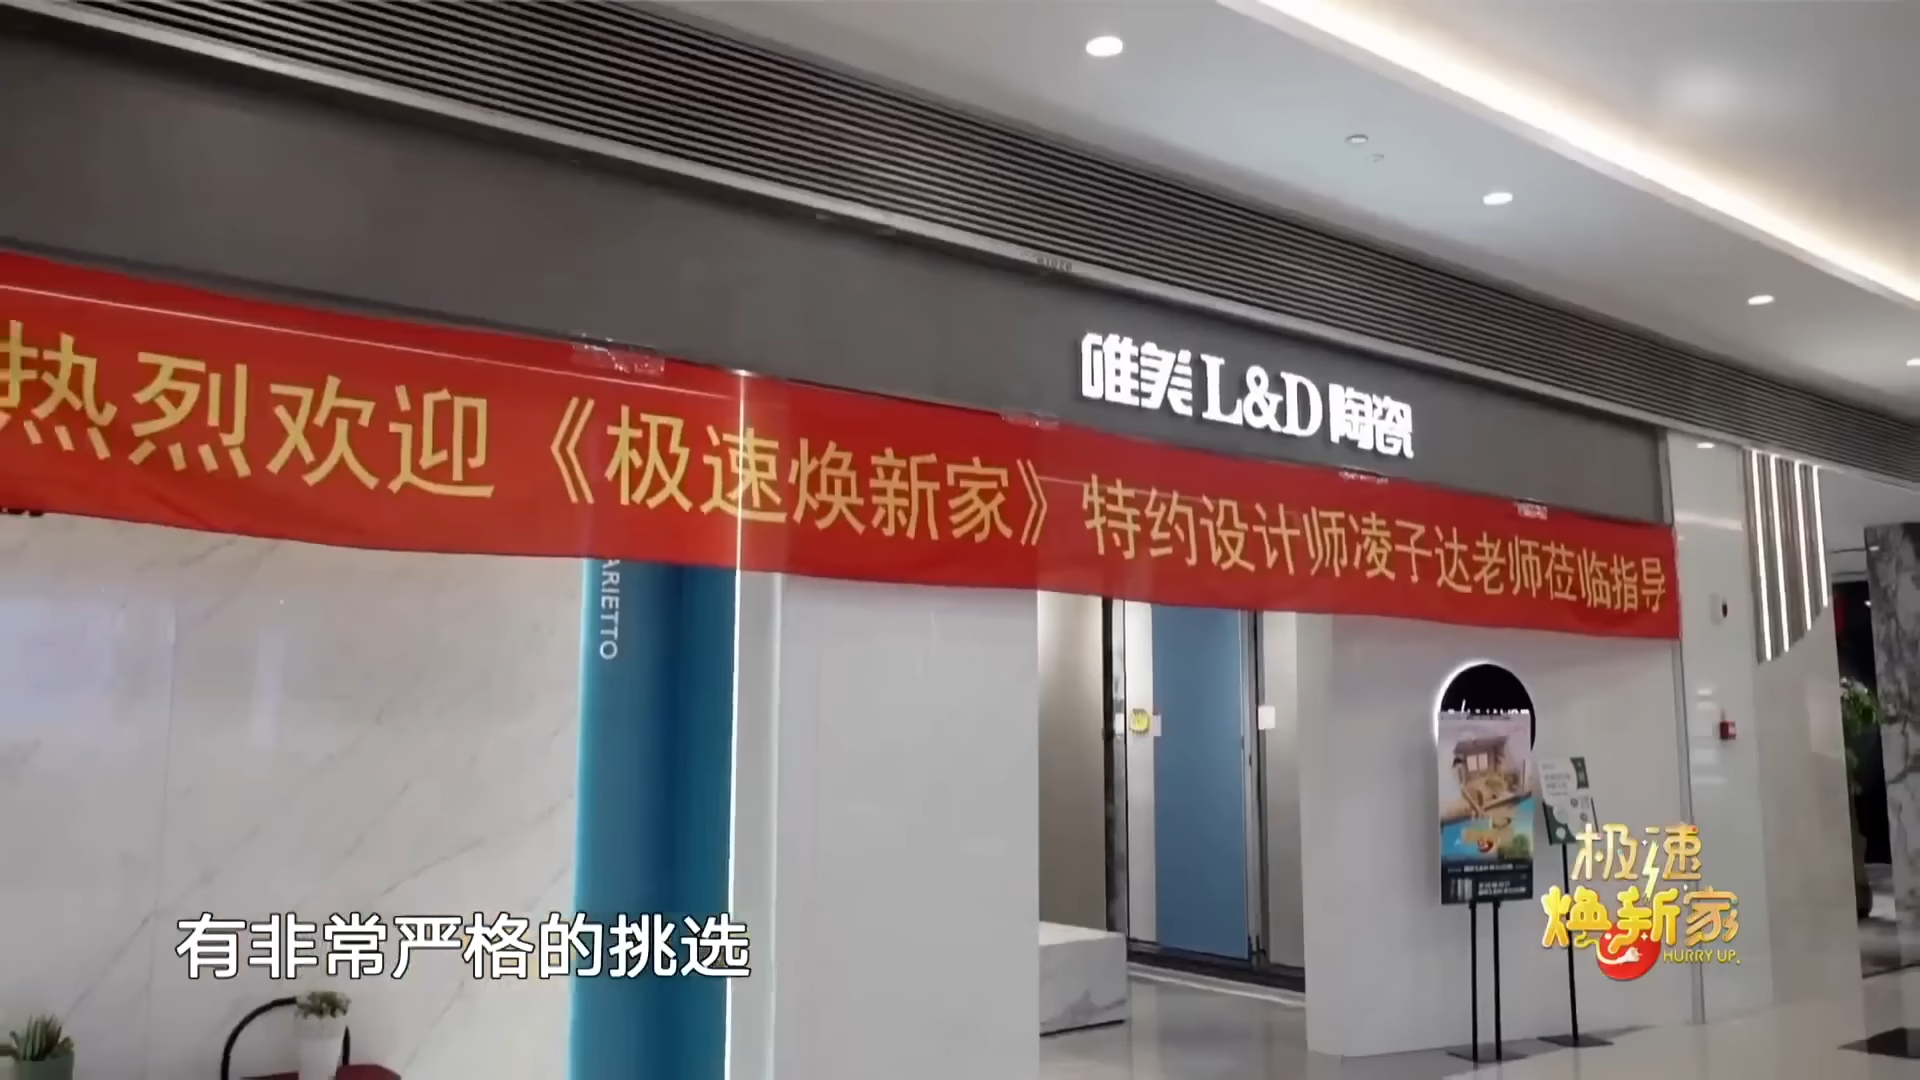 唯美L&D陶瓷
热烈欢迎《极速焕新家》特约设计师凌子达老师莅临指导
ARIETTO
有非常严格的挑选
极速
焕新家
HURRY UP.